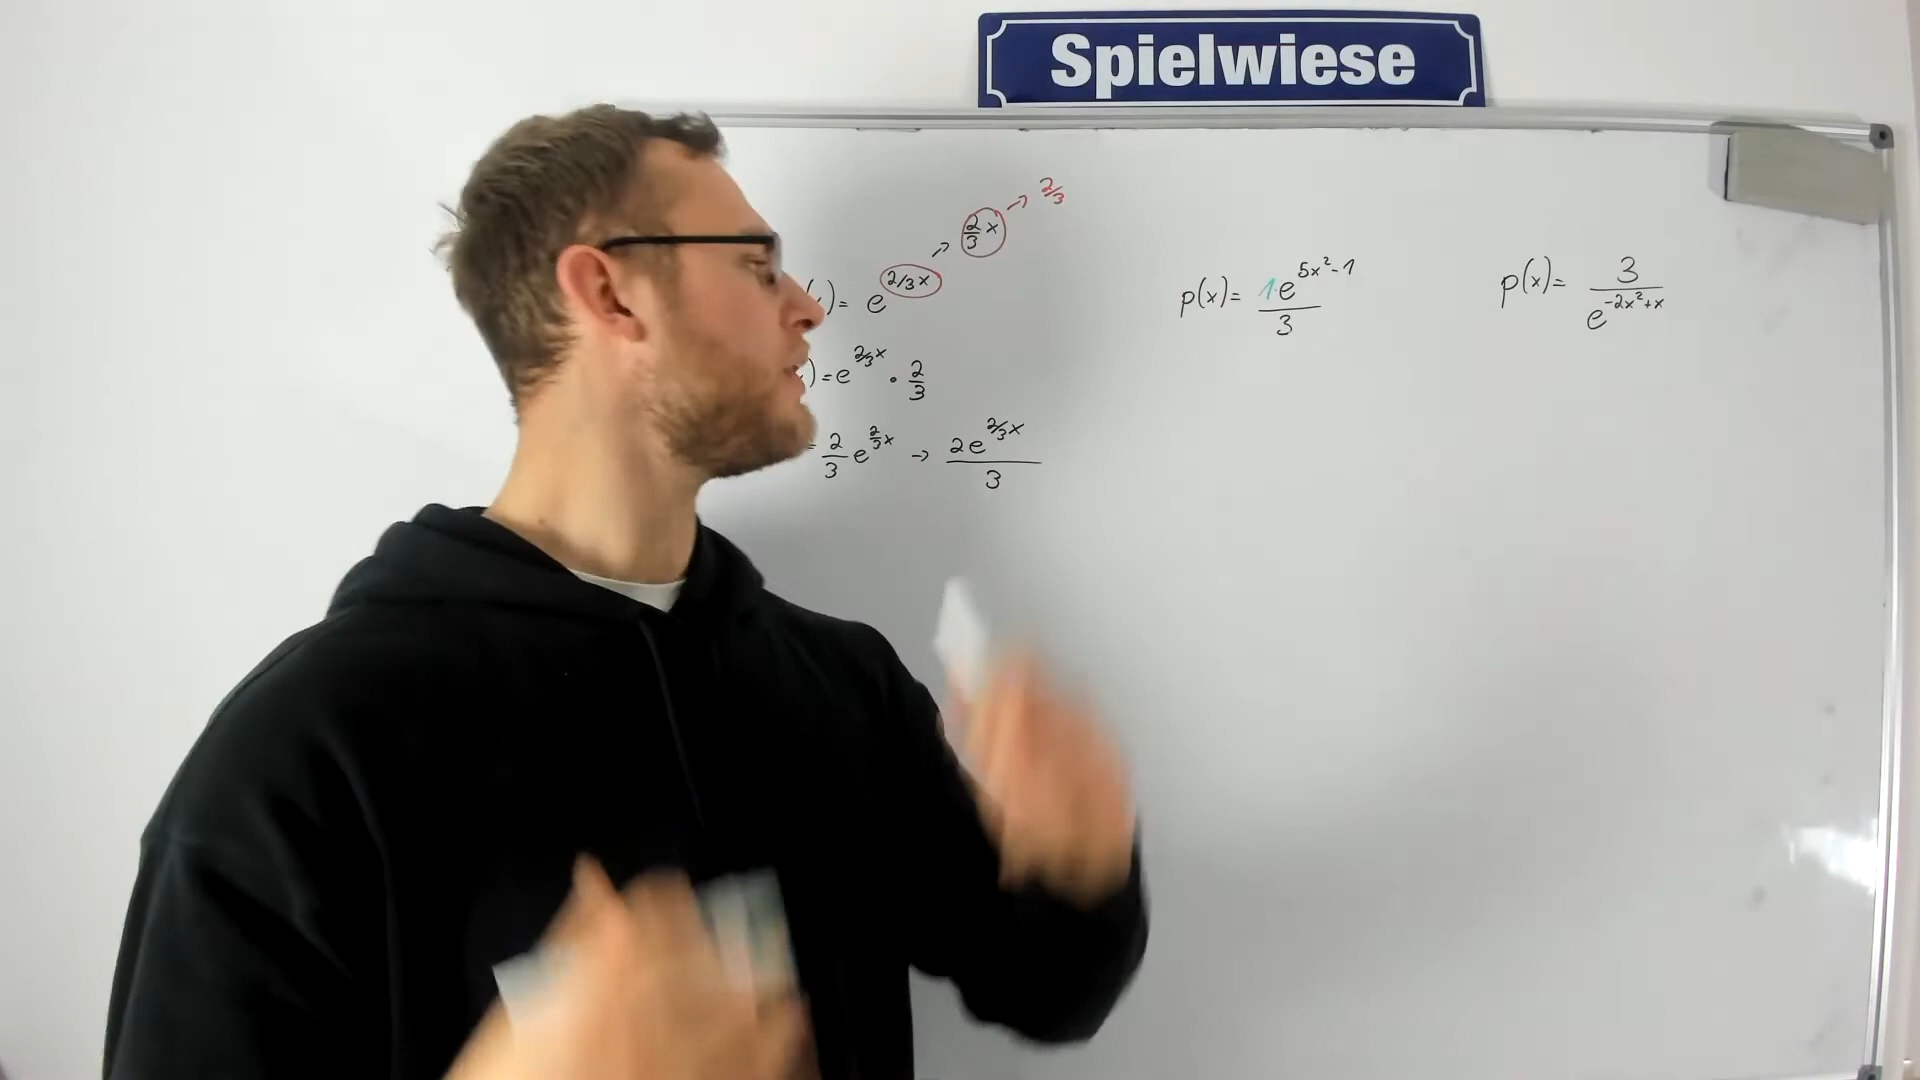 Spielwiese
) = e^(2/3x) → 2/3 x → 2/3
) = e^(2/3x) · 2/3
= 2/3 e^(2/3x) → 2e^(2/3x) / 3
p(x) = 1·e^(5x²-1) / 3
p(x) = 3 / e^(-2x²+x)